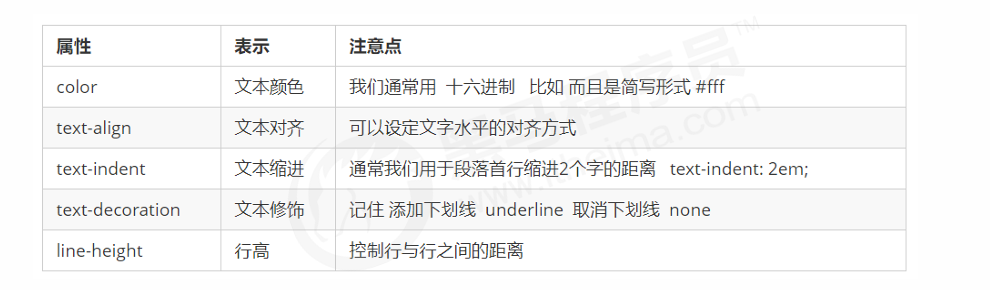 属性 表示 注意点
color 文本颜色 我们通常用 十六进制 比如 而且是简写形式 #fff
text-align 文本对齐 可以设定文字水平的对齐方式
text-indent 文本缩进 通常我们用于段落首行缩进2个字的距离 text-indent: 2em;
text-decoration 文本修饰 记住 添加下划线 underline 取消下划线 none
line-height 行高 控制行与行之间的距离